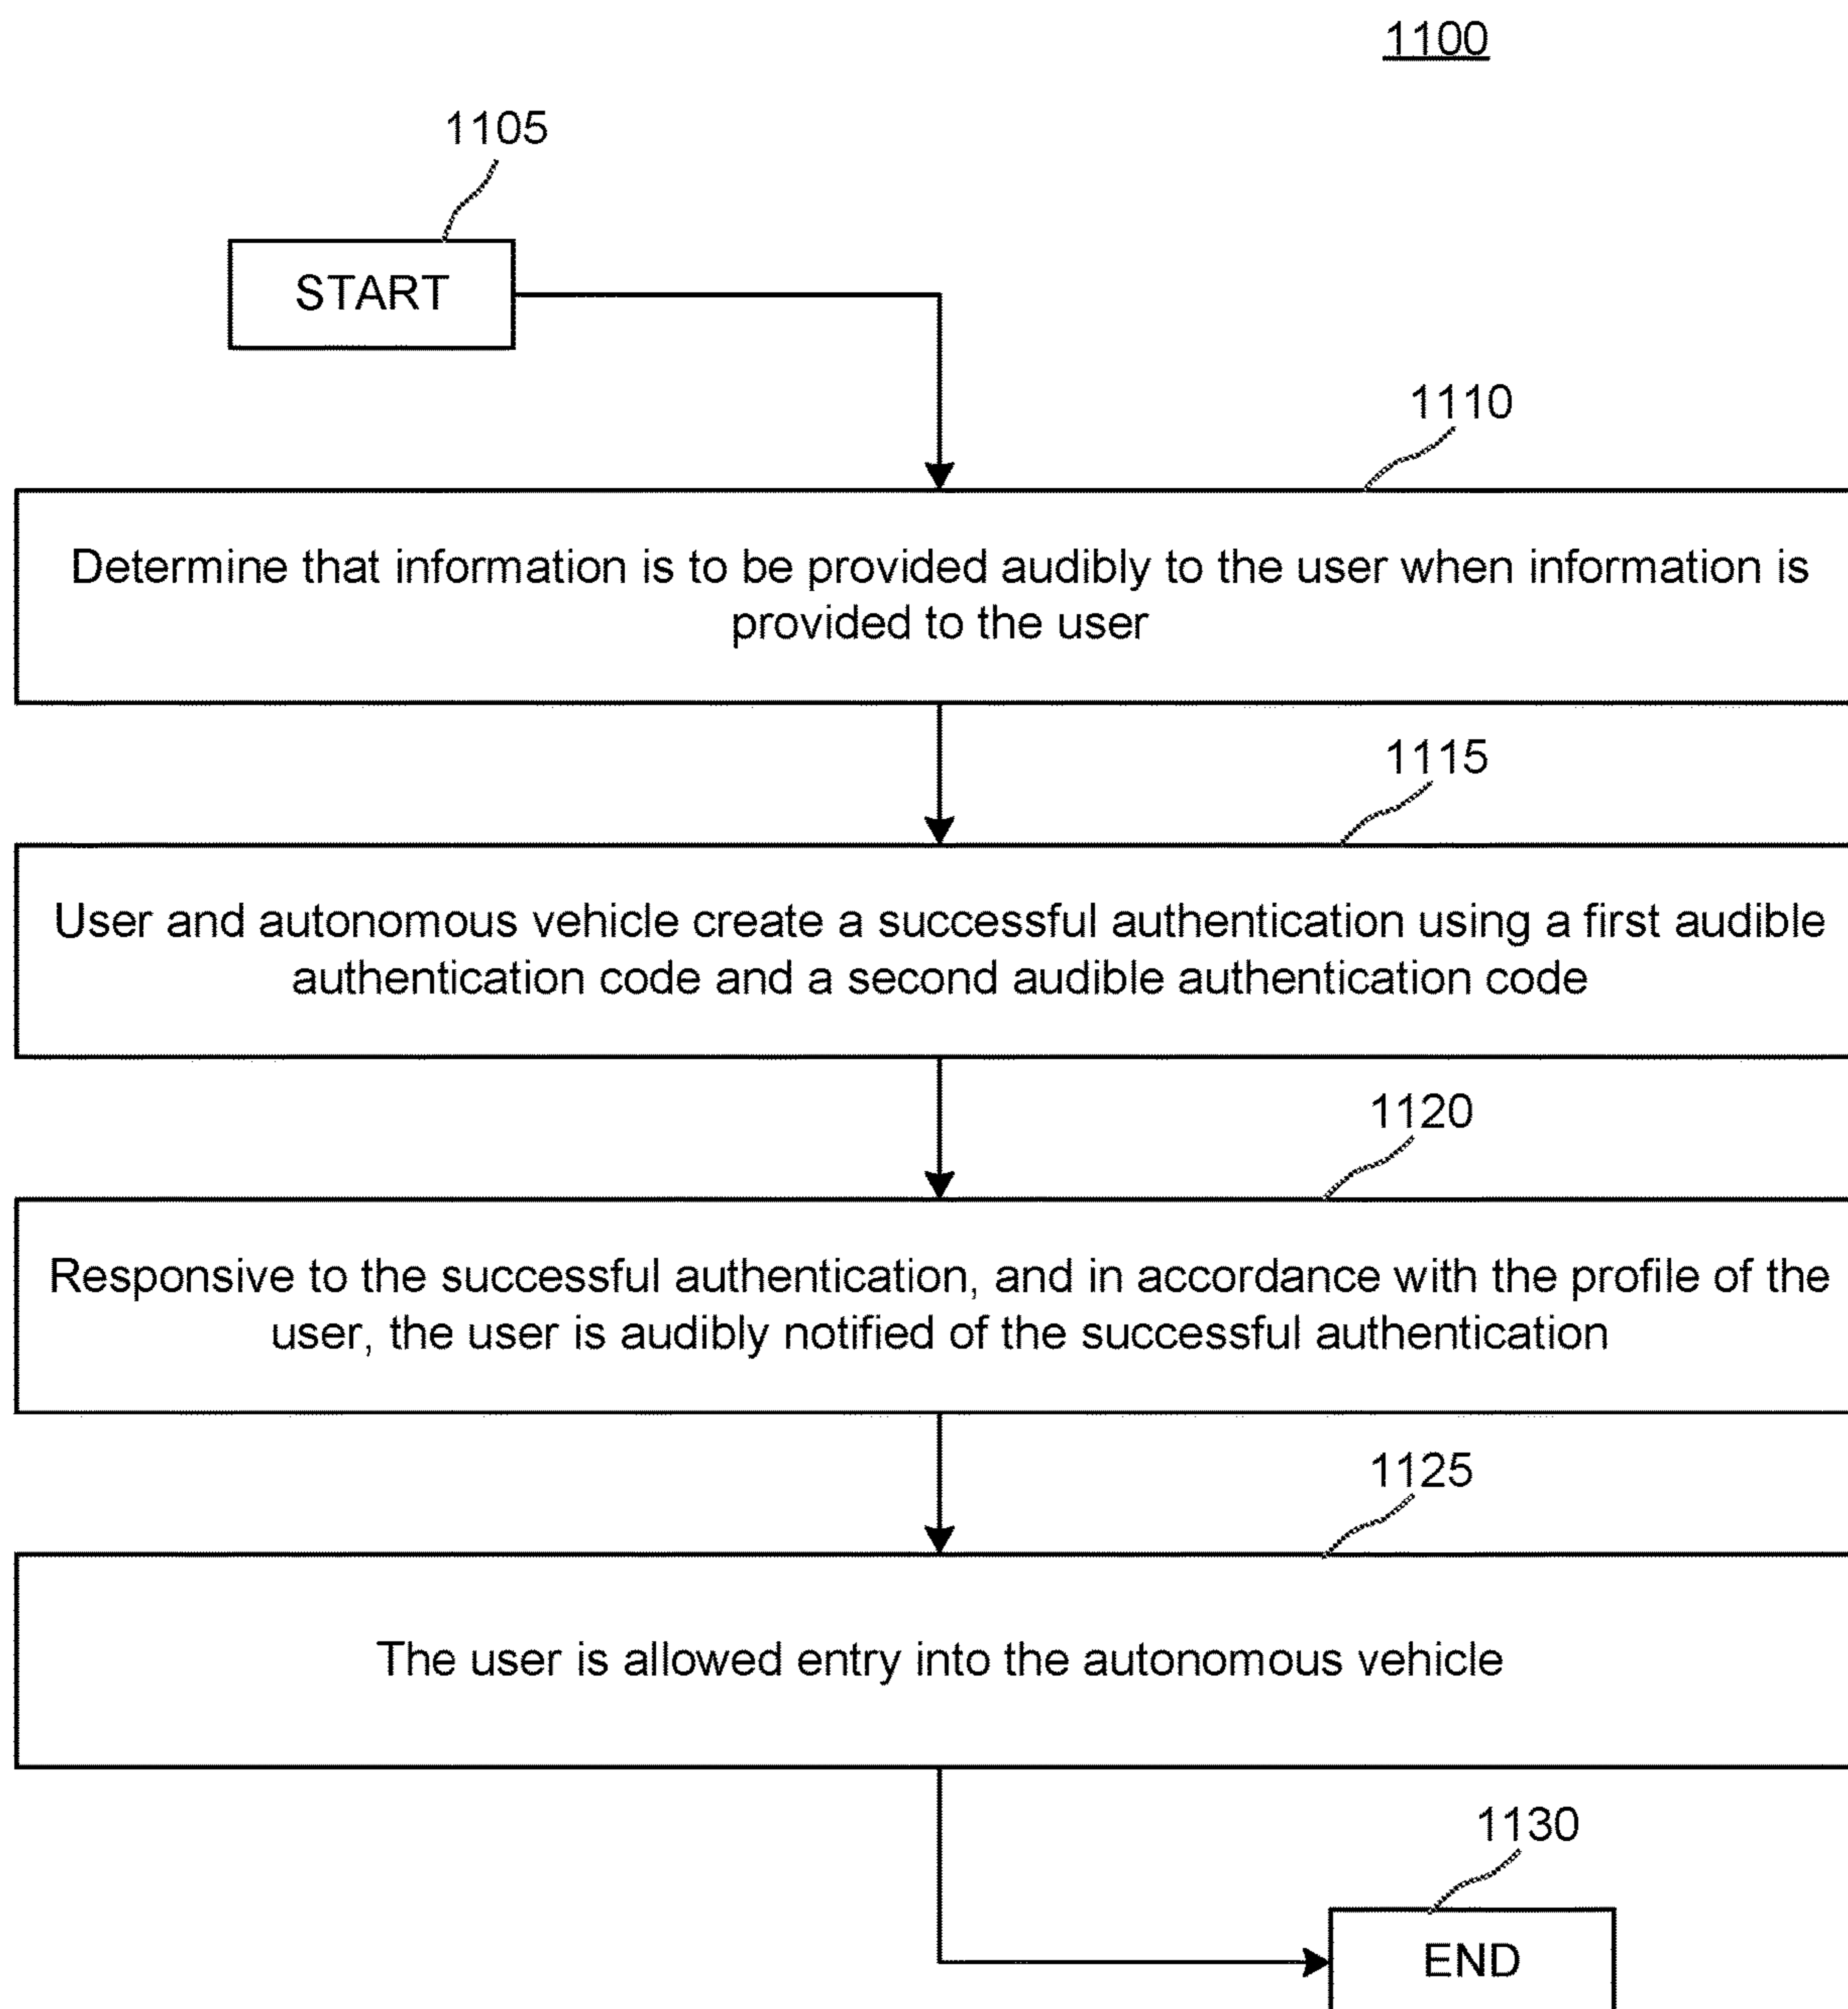 1100
1105
START
1110
Determine that information is to be provided audibly to the user when information is
provided to the user
1115
User and autonomous vehicle create a successful authentication using a first audible
authentication code and a second audible authentication code
1120
Responsive to the successful authentication, and in accordance with the profile of the
user, the user is audibly notified of the successful authentication
1125
The user is allowed entry into the autonomous vehicle
1130
END